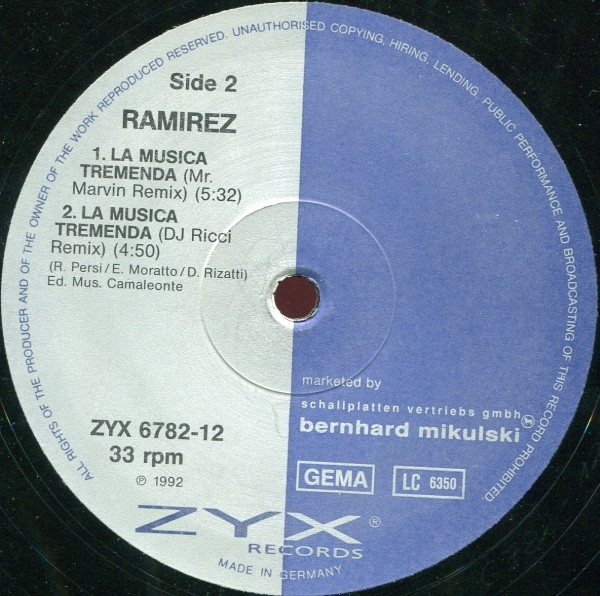 ALL RIGHTS OF THE PRODUCER AND OF THE OWNER OF THE WORK REPRODUCED RESERVED. UNAUTHORISED COPYING, HIRING, LENDING, PUBLIC PERFORMANCE AND BROADCASTING OF THIS RECORD PROHIBITED.
Side 2
RAMIREZ
1. LA MUSICA
TREMENDA (Mr.
Marvin Remix) (5:32)
2. LA MUSICA
TREMENDA (DJ Ricci
Remix) (4:50)
(R. Persi/E. Moratto/D. Rizatti)
Ed. Mus. Camaleonte
marketed by
schallplatten vertriebs gmbh
bernhard mikulski
ZYX 6782-12
33 rpm
℗ 1992
GEMA
LC 6350
ZYX®
RECORDS
MADE IN GERMANY